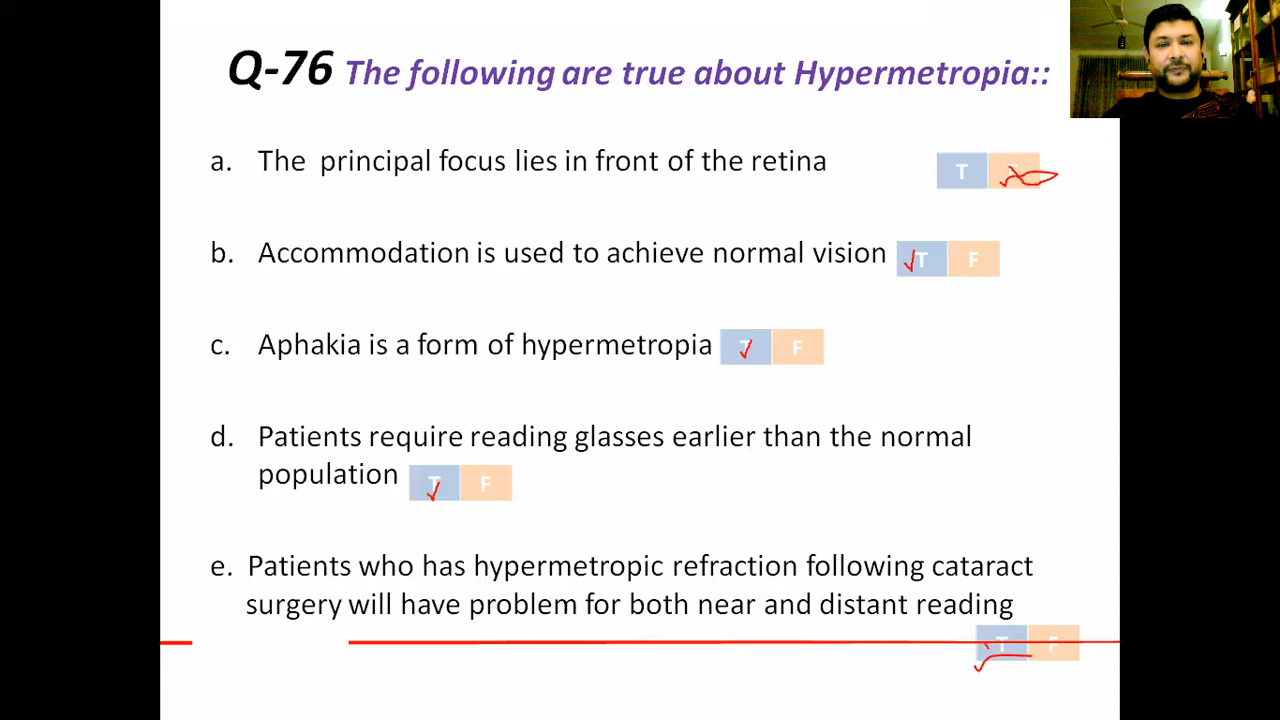 Q-76 The following are true about Hypermetropia::
a. The principal focus lies in front of the retina T
b. Accommodation is used to achieve normal vision T F
c. Aphakia is a form of hypermetropia T F
d. Patients require reading glasses earlier than the normal
population T F
e. Patients who has hypermetropic refraction following cataract
surgery will have problem for both near and distant reading
T F